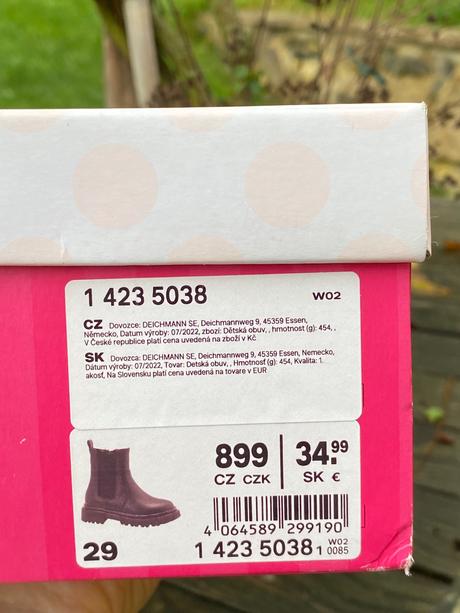 1 423 5038 W02
CZ Dovozce: DEICHMANN SE, Deichmannweg 9, 45359 Essen,
Německo, Datum výroby: 07/2022, zbozí: Dětská obuv, , hmotnost (g): 454, ,
V České republice platí cena uvedená na zboží v Kč
SK Dovozca: DEICHMANN SE, Deichmannweg 9, 45359 Essen, Nemecko,
Dátum výroby: 07/2022, Tovar: Detská obuv, , Hmotnosť (g): 454, Kvalita: 1.
akosť, Na Slovensku platí cena uvedená na tovare v EUR
899 34.99
CZ CZK SK €
4 064589 299190
W02
29 1 423 5038 1 0085